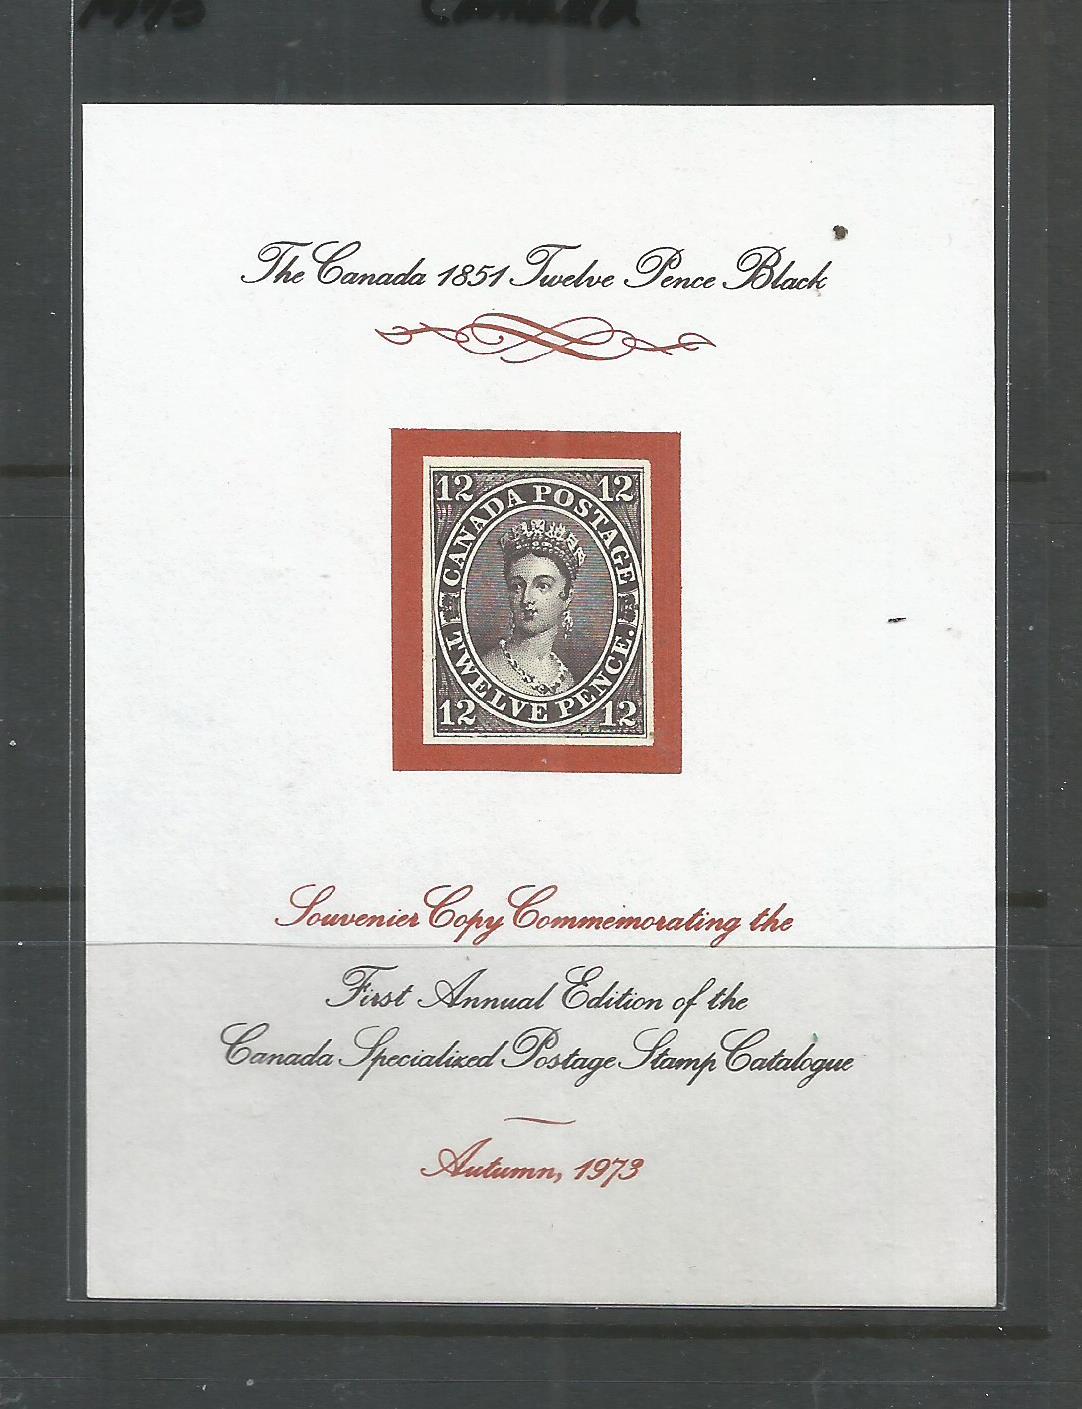 Canada
The Canada 1851 Twelve Pence Black
12 12
CANADA POSTAGE
TWELVE PENCE.
12 12
Souvenier Copy Commemorating the
First Annual Edition of the
Canada Specialized Postage Stamp Catalogue
Autumn, 1973